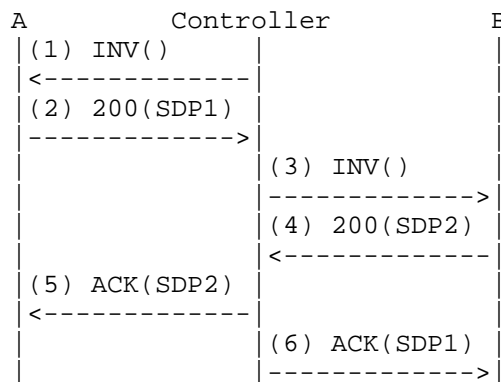 A Controller B
(1) INV()
(2) 200(SDP1)
(3) INV()
(4) 200(SDP2)
(5) ACK(SDP2)
(6) ACK(SDP1)